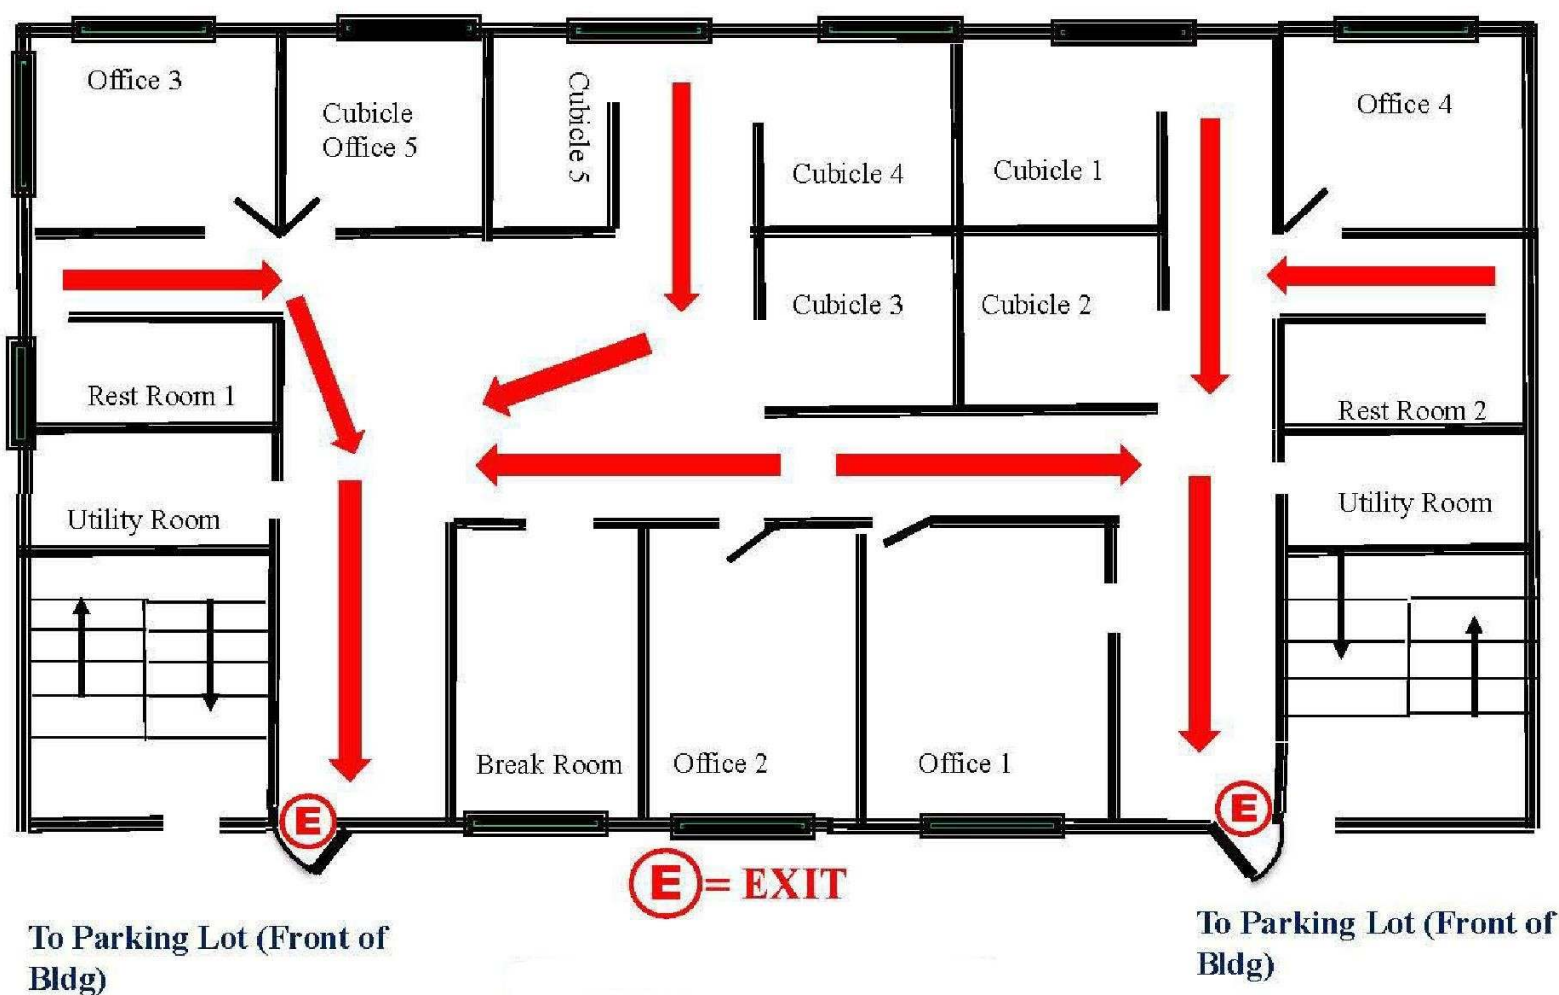 Office 3
Cubicle
Office 5
Cubicle 5
Cubicle 4
Cubicle 1
Office 4
Cubicle 3
Cubicle 2
Rest Room 1
Rest Room 2
Utility Room
Utility Room
Break Room
Office 2
Office 1
E
E
E = EXIT
To Parking Lot (Front of
Bldg)
To Parking Lot (Front of
Bldg)